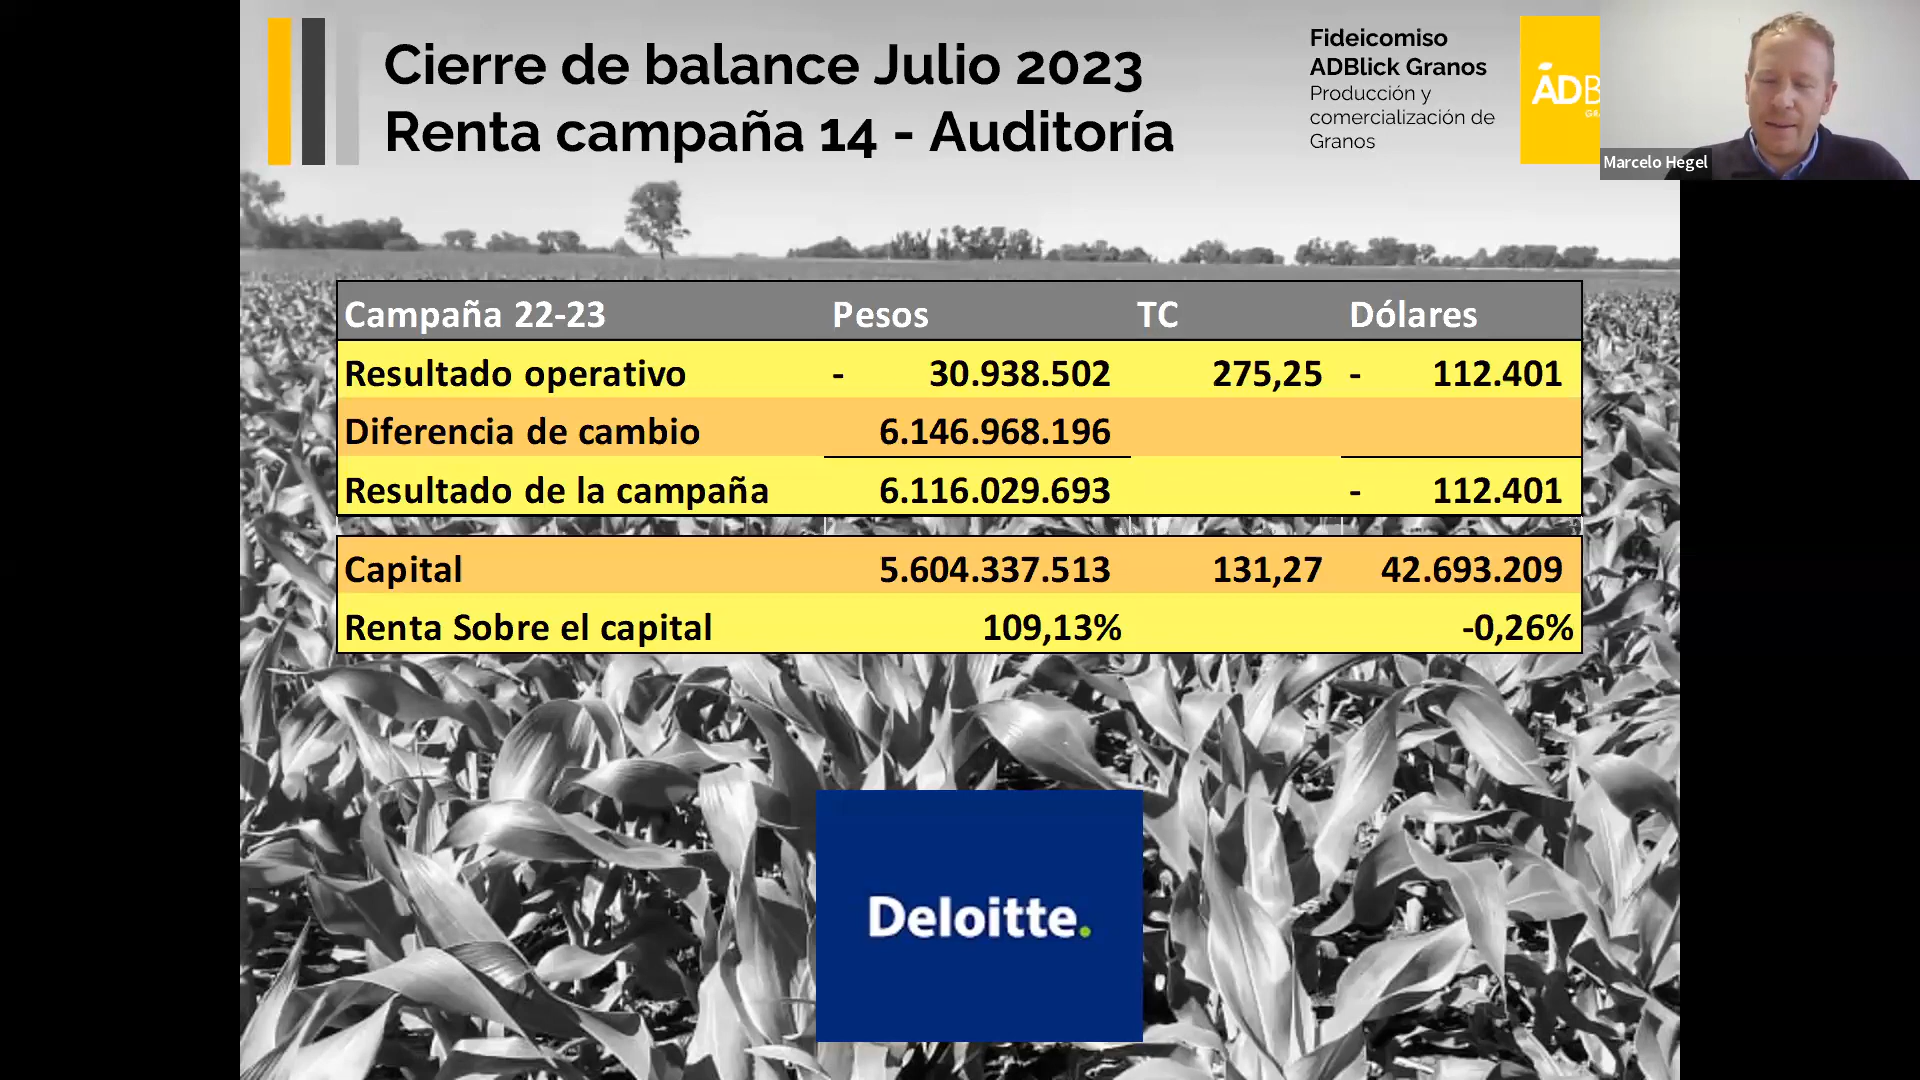 Cierre de balance Julio 2023
Renta campaña 14 - Auditoría
Fideicomiso
ADBlick Granos
Producción y
comercialización de
Granos
ÁDB
GRA
Marcelo Hegel
Campaña 22-23 Pesos TC Dólares
Resultado operativo - 30.938.502 275,25 - 112.401
Diferencia de cambio 6.146.968.196
Resultado de la campaña 6.116.029.693 - 112.401
Capital 5.604.337.513 131,27 42.693.209
Renta Sobre el capital 109,13% -0,26%
Deloitte.